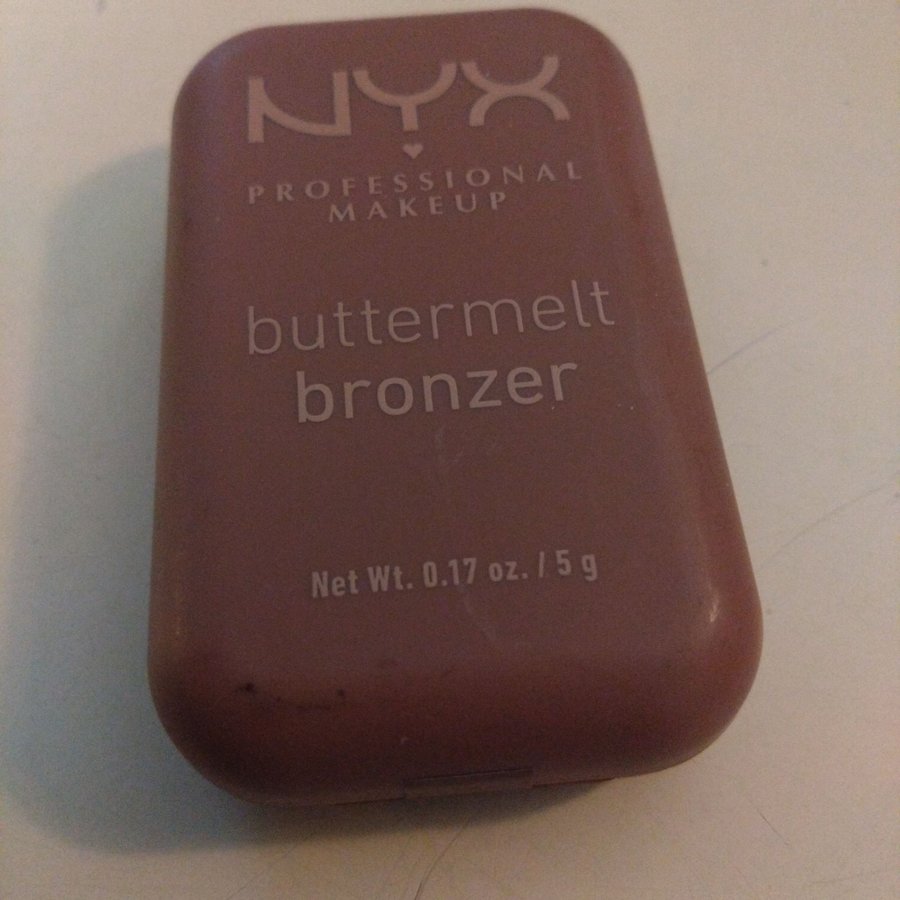 NYX
PROFESSIONAL
MAKEUP
buttermelt
bronzer
Net Wt. 0.17 oz. / 5 g